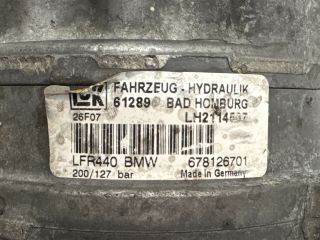 LUK
FAHRZEUG - HYDRAULIK
61289 BAD HOMBURG
26F07
LFR440 BMW 678126701
200/127 bar Made in Germany